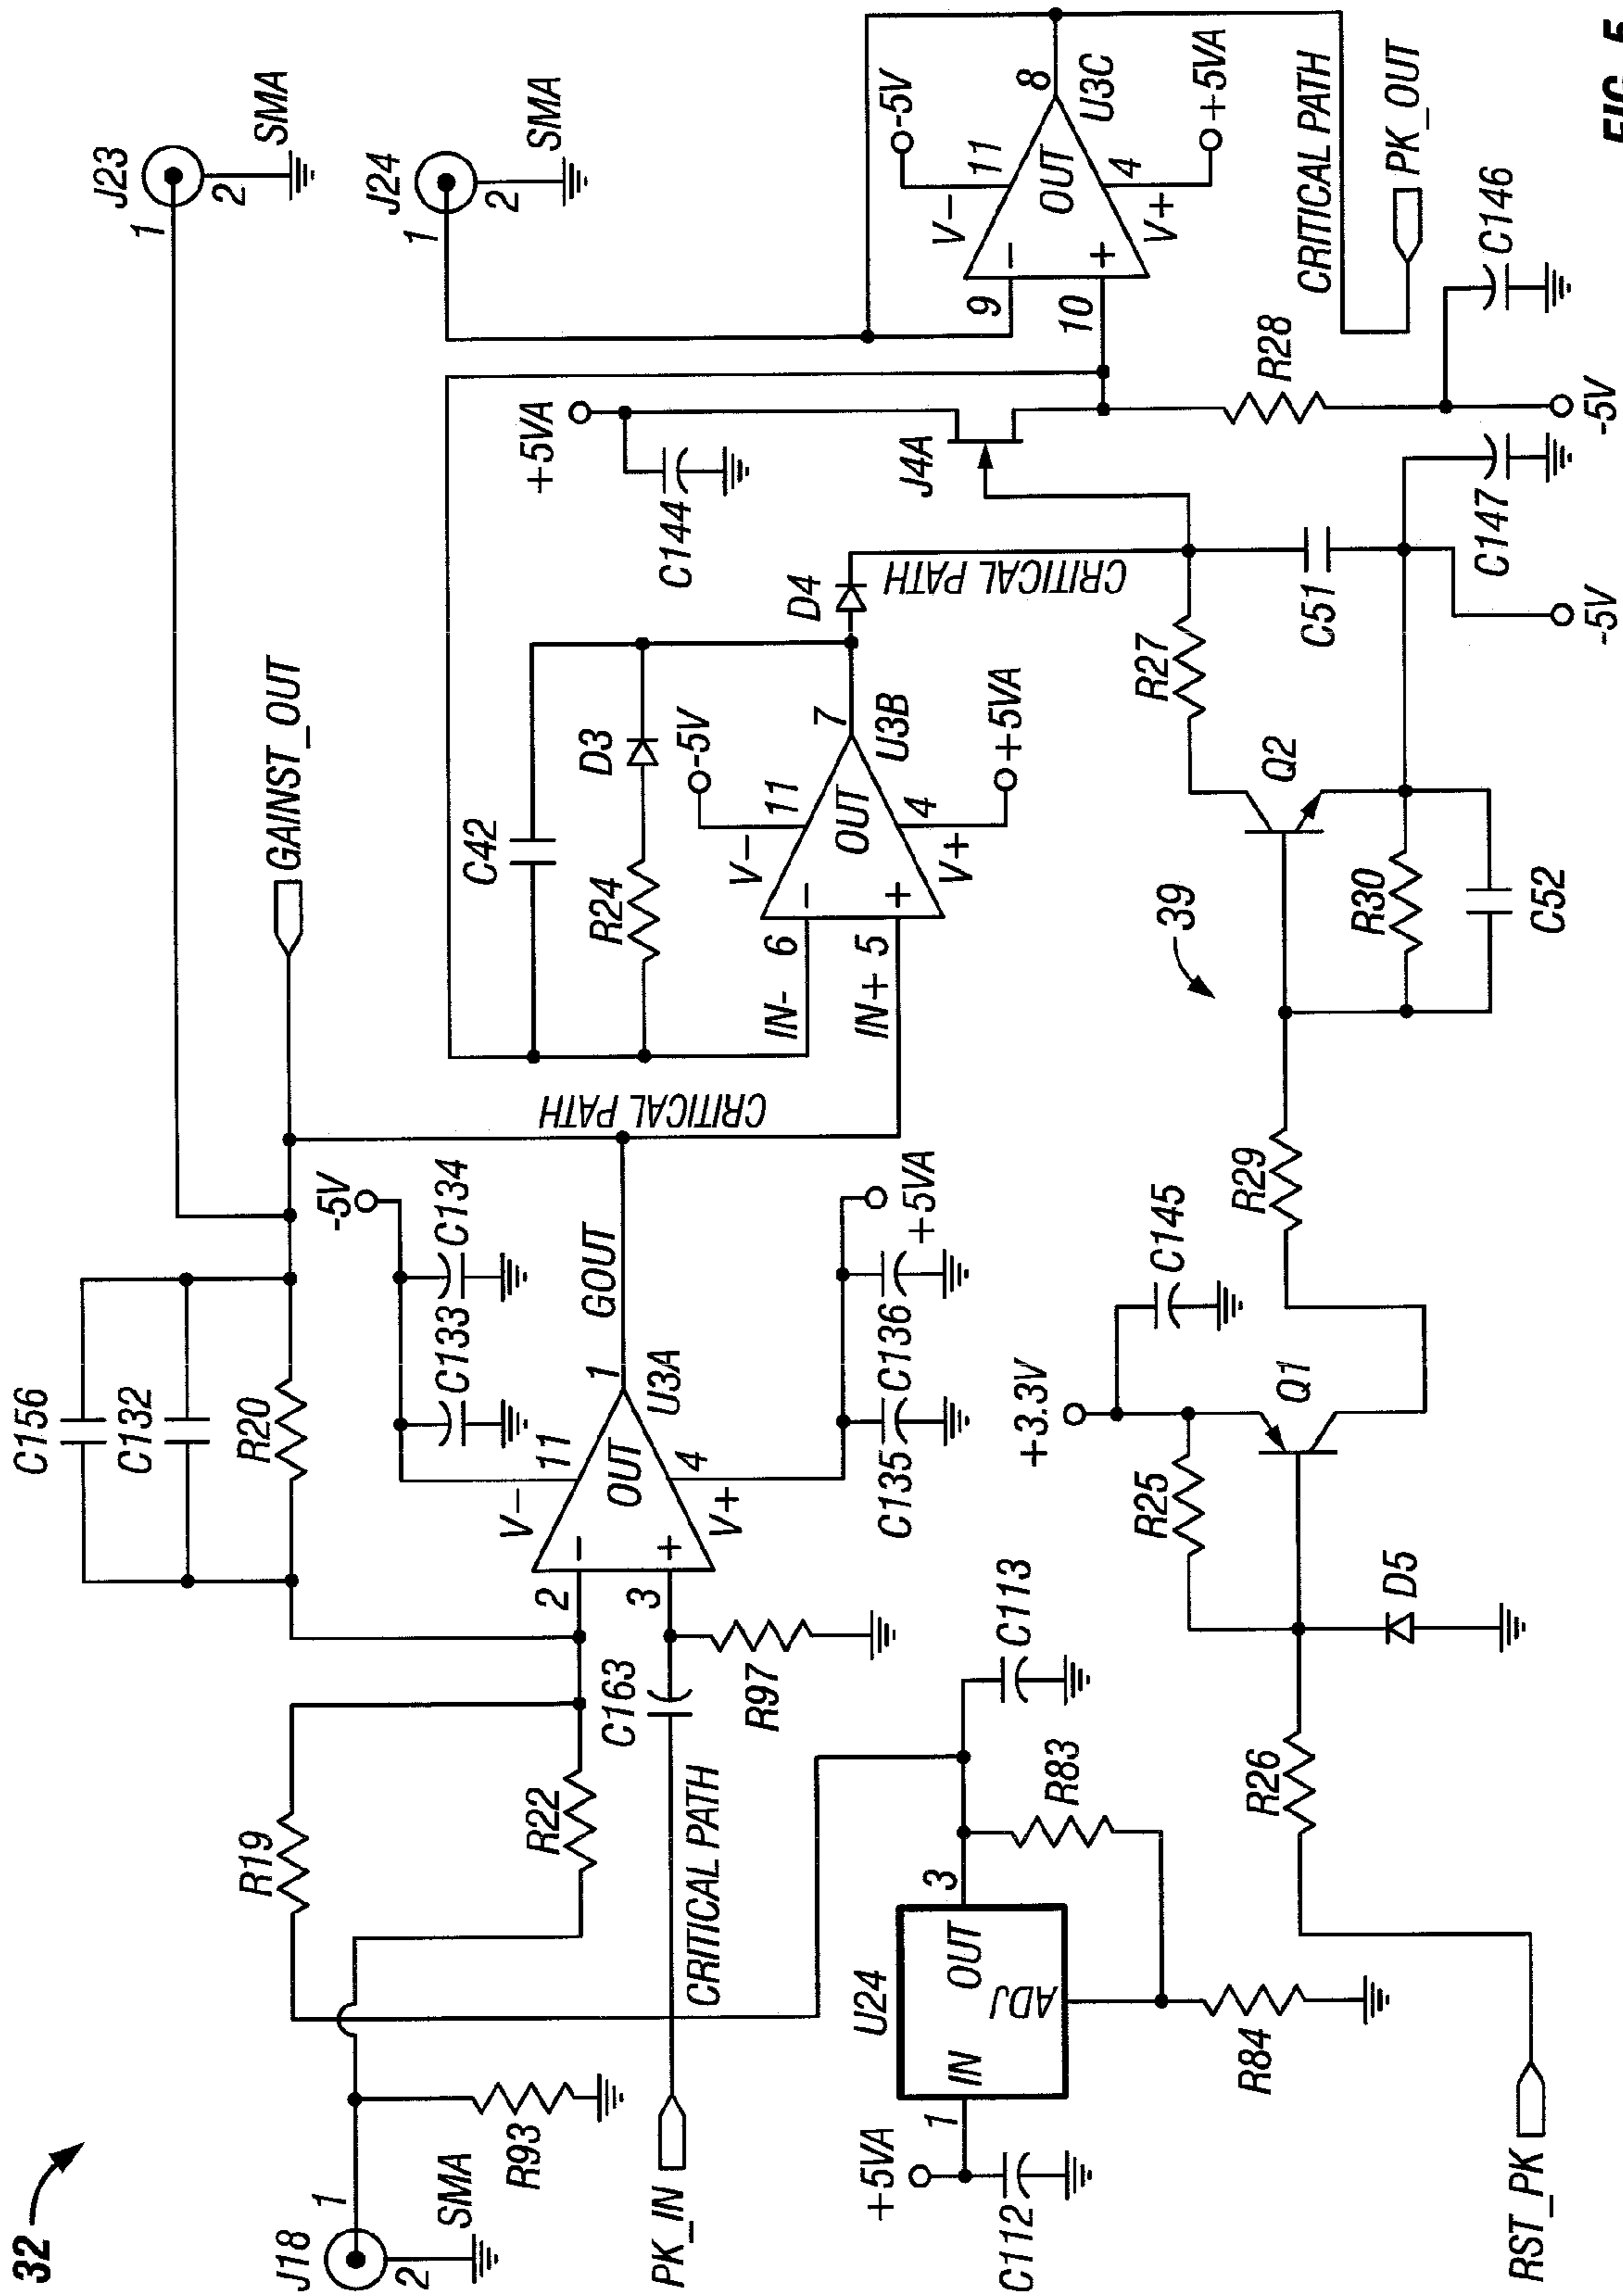 32
J18
1
2
SMA
R93
PK_IN
CRITICAL PATH
R19
R22
C163
R97
C156
C132
R20
2
3
V-
11
OUT
-
+
4
V+
1
U3A
GOUT
-5V
C133
C134
C135
C136
+5VA
CRITICAL PATH
GAINST_OUT
J23
1
2
SMA
J24
1
2
SMA
C42
R24
D3
-5V
IN-
6
IN+
5
V-
11
OUT
-
+
4
V+
7
U3B
+5VA
D4
CRITICAL PATH
+5VA
C144
J4A
9
10
V-
11
-5V
OUT
-
+
4
V+
+5VA
8
U3C
CRITICAL PATH
PK_OUT
R28
C146
-5V
C147
-5V
C51
R27
Q2
39
R30
C52
R29
C145
+3.3V
Q1
R25
D5
R26
RST_PK
+5VA
C112
1
U24
IN
OUT
ADJ
3
R83
R84
C113
FIG. 5